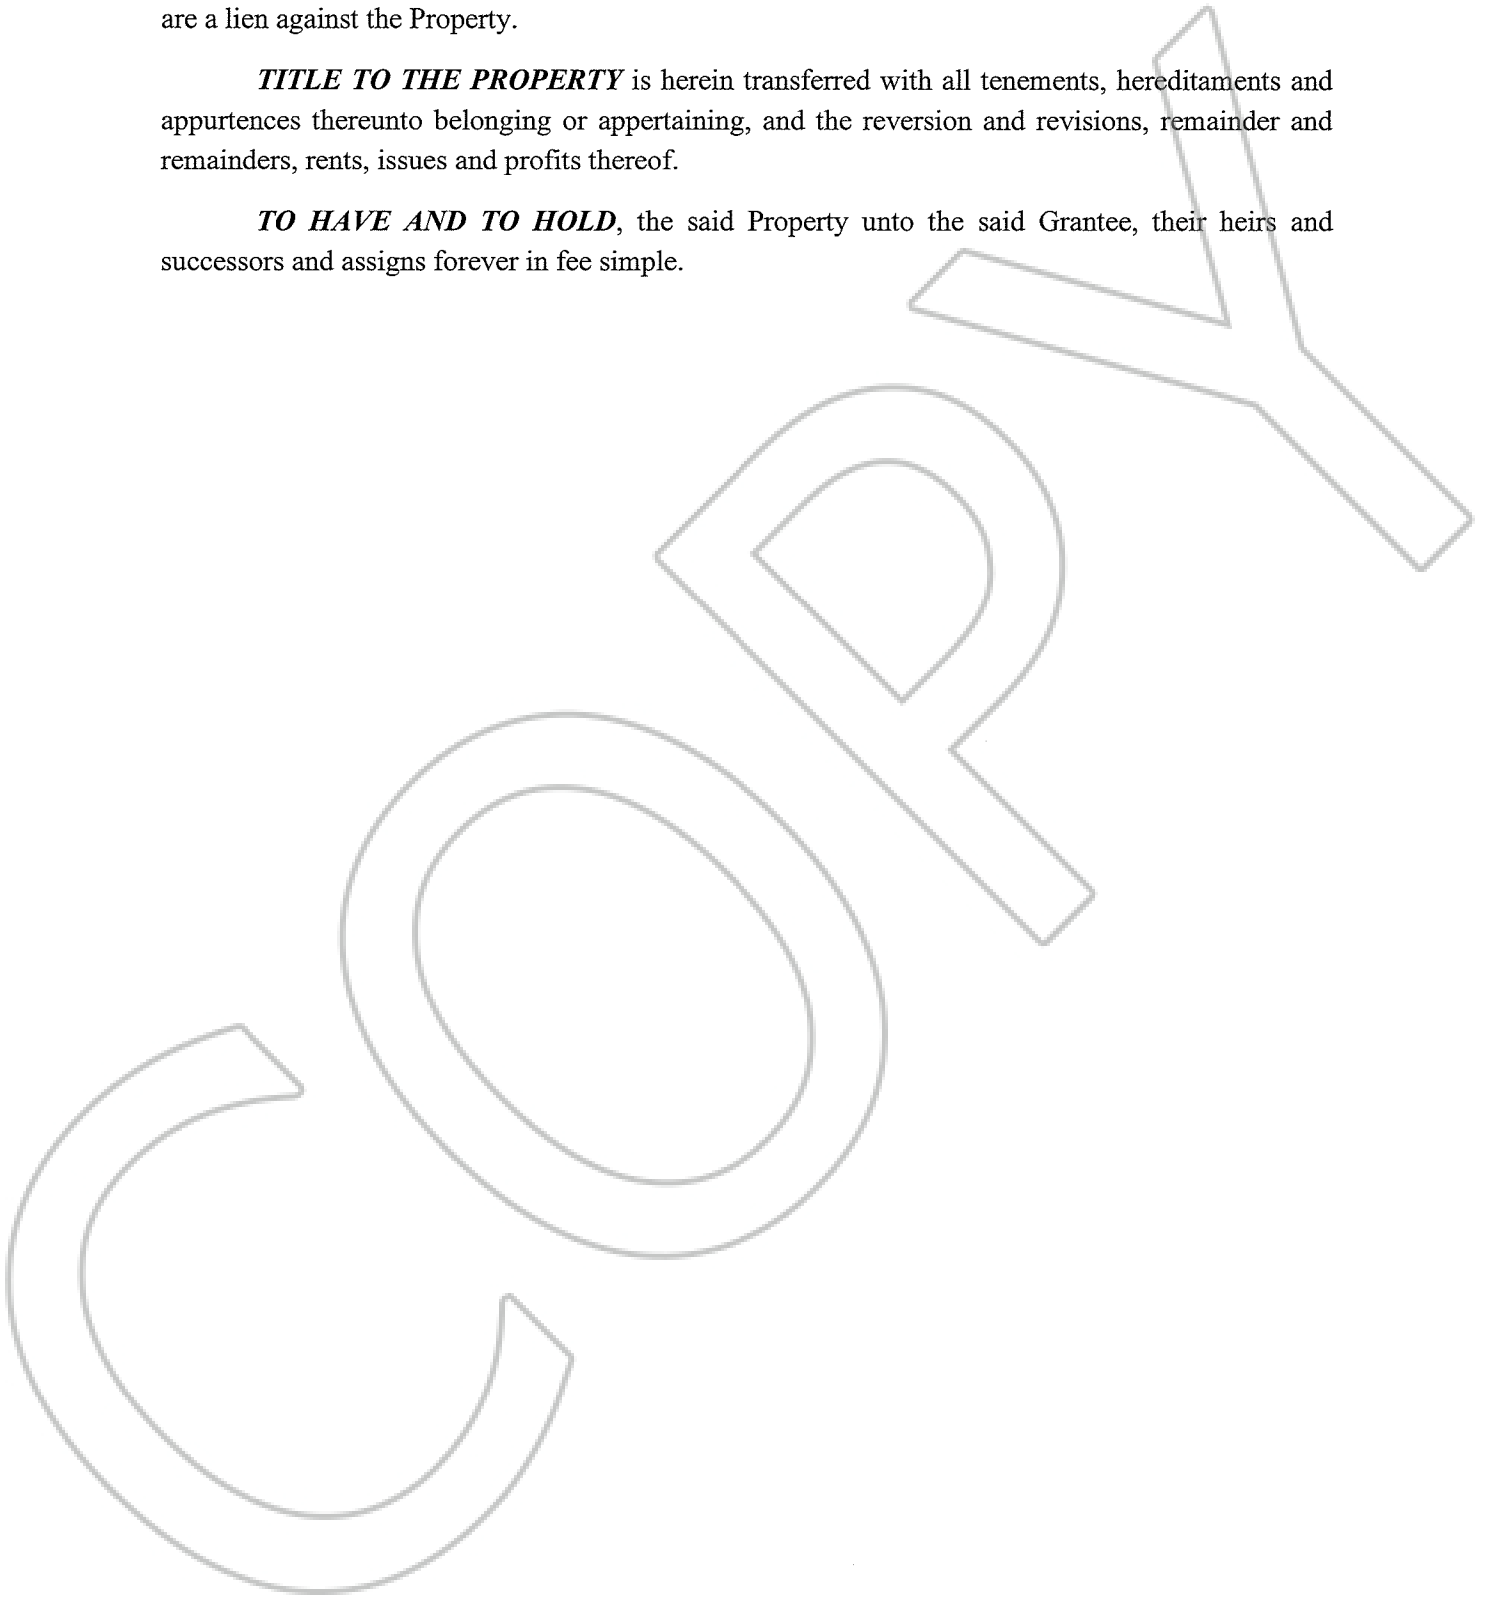 are a lien against the Property.
TITLE TO THE PROPERTY is herein transferred with all tenements, hereditaments and
appurtences thereunto belonging or appertaining, and the reversion and revisions, remainder and
remainders, rents, issues and profits thereof.
TO HAVE AND TO HOLD, the said Property unto the said Grantee, their heirs and
successors and assigns forever in fee simple.
COPY